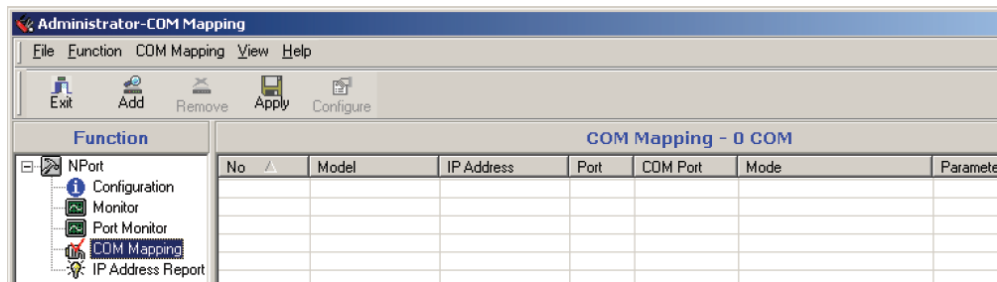 Administrator-COM Mapping
File Function COM Mapping View Help
Exit Add Remove Apply Configure
Function
COM Mapping - 0 COM
No Model IP Address Port COM Port Mode Paramete
NPort
Configuration
Monitor
Port Monitor
COM Mapping
IP Address Report